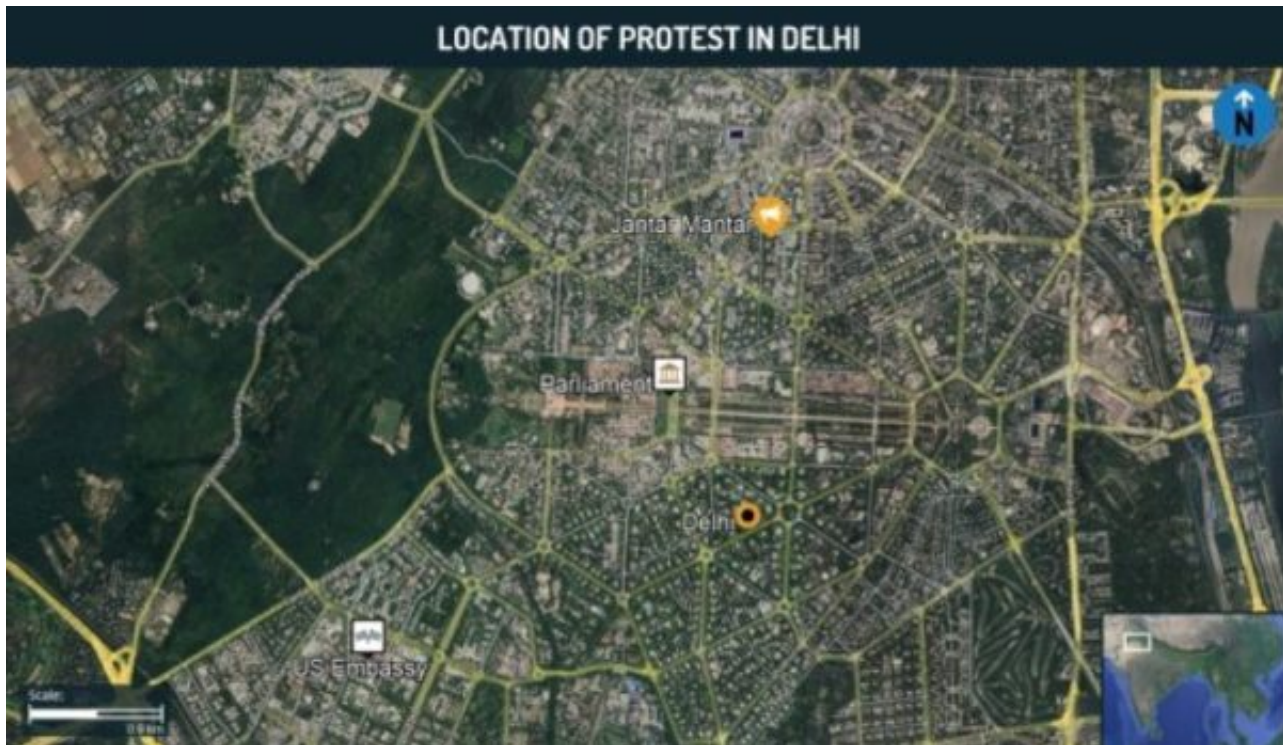 LOCATION OF PROTEST IN DELHI
N
Jantar Mantar
Parliament
Delhi
US Embassy
Scale: